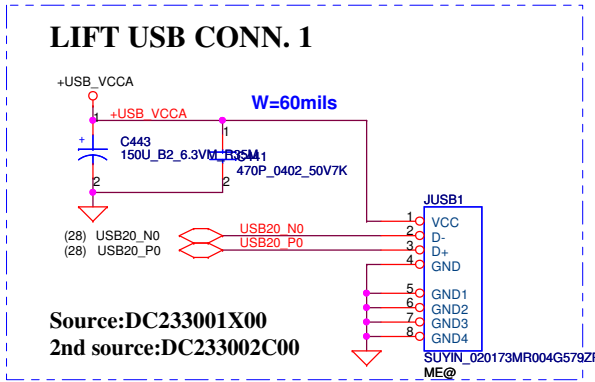 LIFT USB CONN. 1
+USB_VCCA
W=60mils
1 +USB_VCCA
+ C443
150U_B2_6.3VM_R35M
2
1
C441
470P_0402_50V7K
2
JUSB1
1 VCC
(28) USB20_N0 USB20_N0 2 D-
(28) USB20_P0 USB20_P0 3 D+
4 GND
5 GND1
6 GND2
7 GND3
8 GND4
Source:DC233001X00
2nd source:DC233002C00
SUYIN_020173MR004G579ZR
ME@